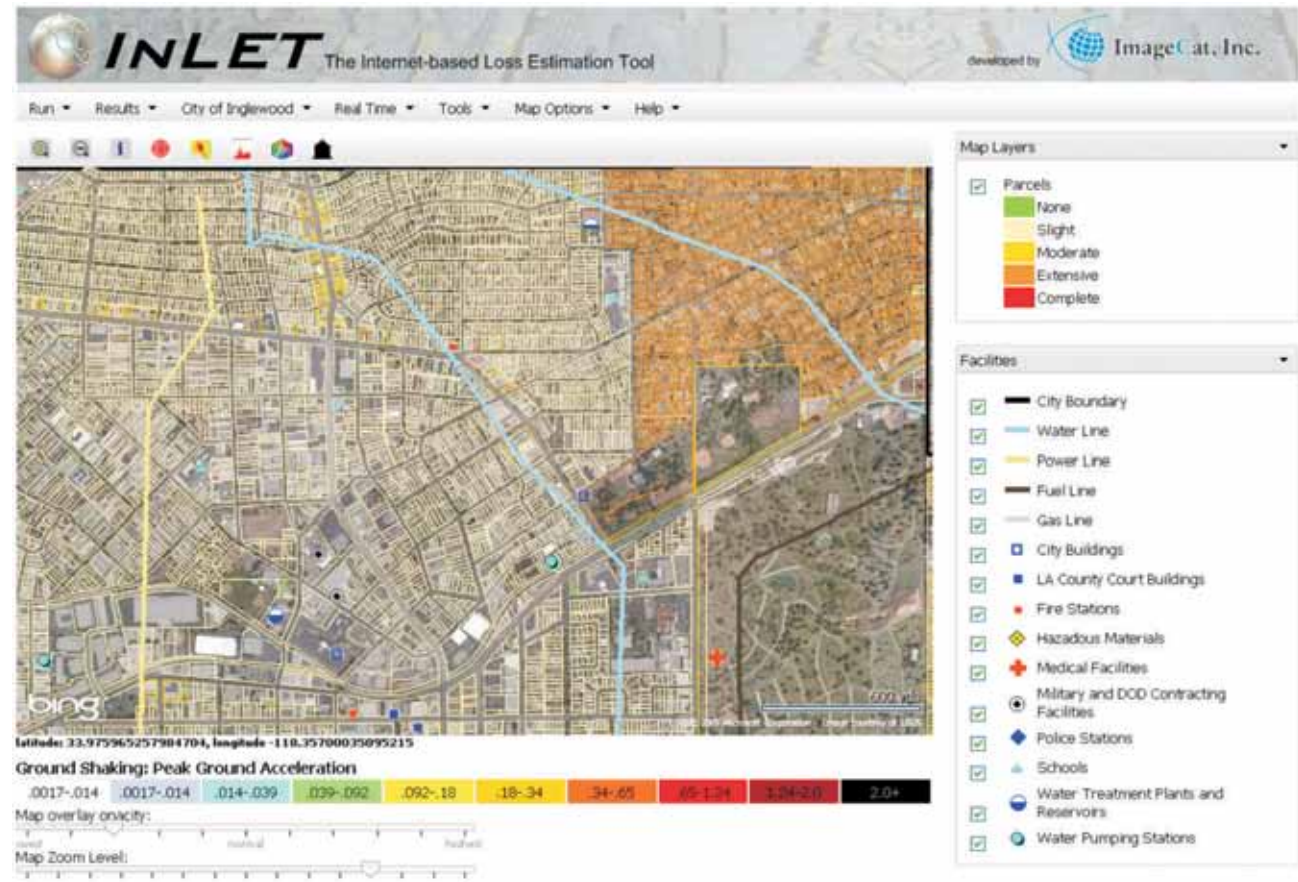 INLET The Internet-based Loss Estimation Tool
developed by
ImageCat, Inc.
Run Results City of Inglewood Real Time Tools Map Options Help
Map Layers
Parcels
None
Slight
Moderate
Extensive
Complete
Facilities
City Boundary
Water Line
Power Line
Fuel Line
Gas Line
City Buildings
LA County Court Buildings
Fire Stations
Hazadous Materials
Medical Facilities
Military and DOD Contracting
Facilities
Police Stations
Schools
Water Treatment Plants and
Reservoirs
Water Pumping Stations
bing
600 yds
latitude: 33.975965257984704, longitude -118.35700035095215
Ground Shaking: Peak Ground Acceleration
.0017-.014 .0017-.014 .014-.039 .039-.092 .092-.18 .18-.34 .34-.65 .65-1.24 1.24-2.0 2.0+
Map overlay opacity:
normal highest
Map Zoom Level: